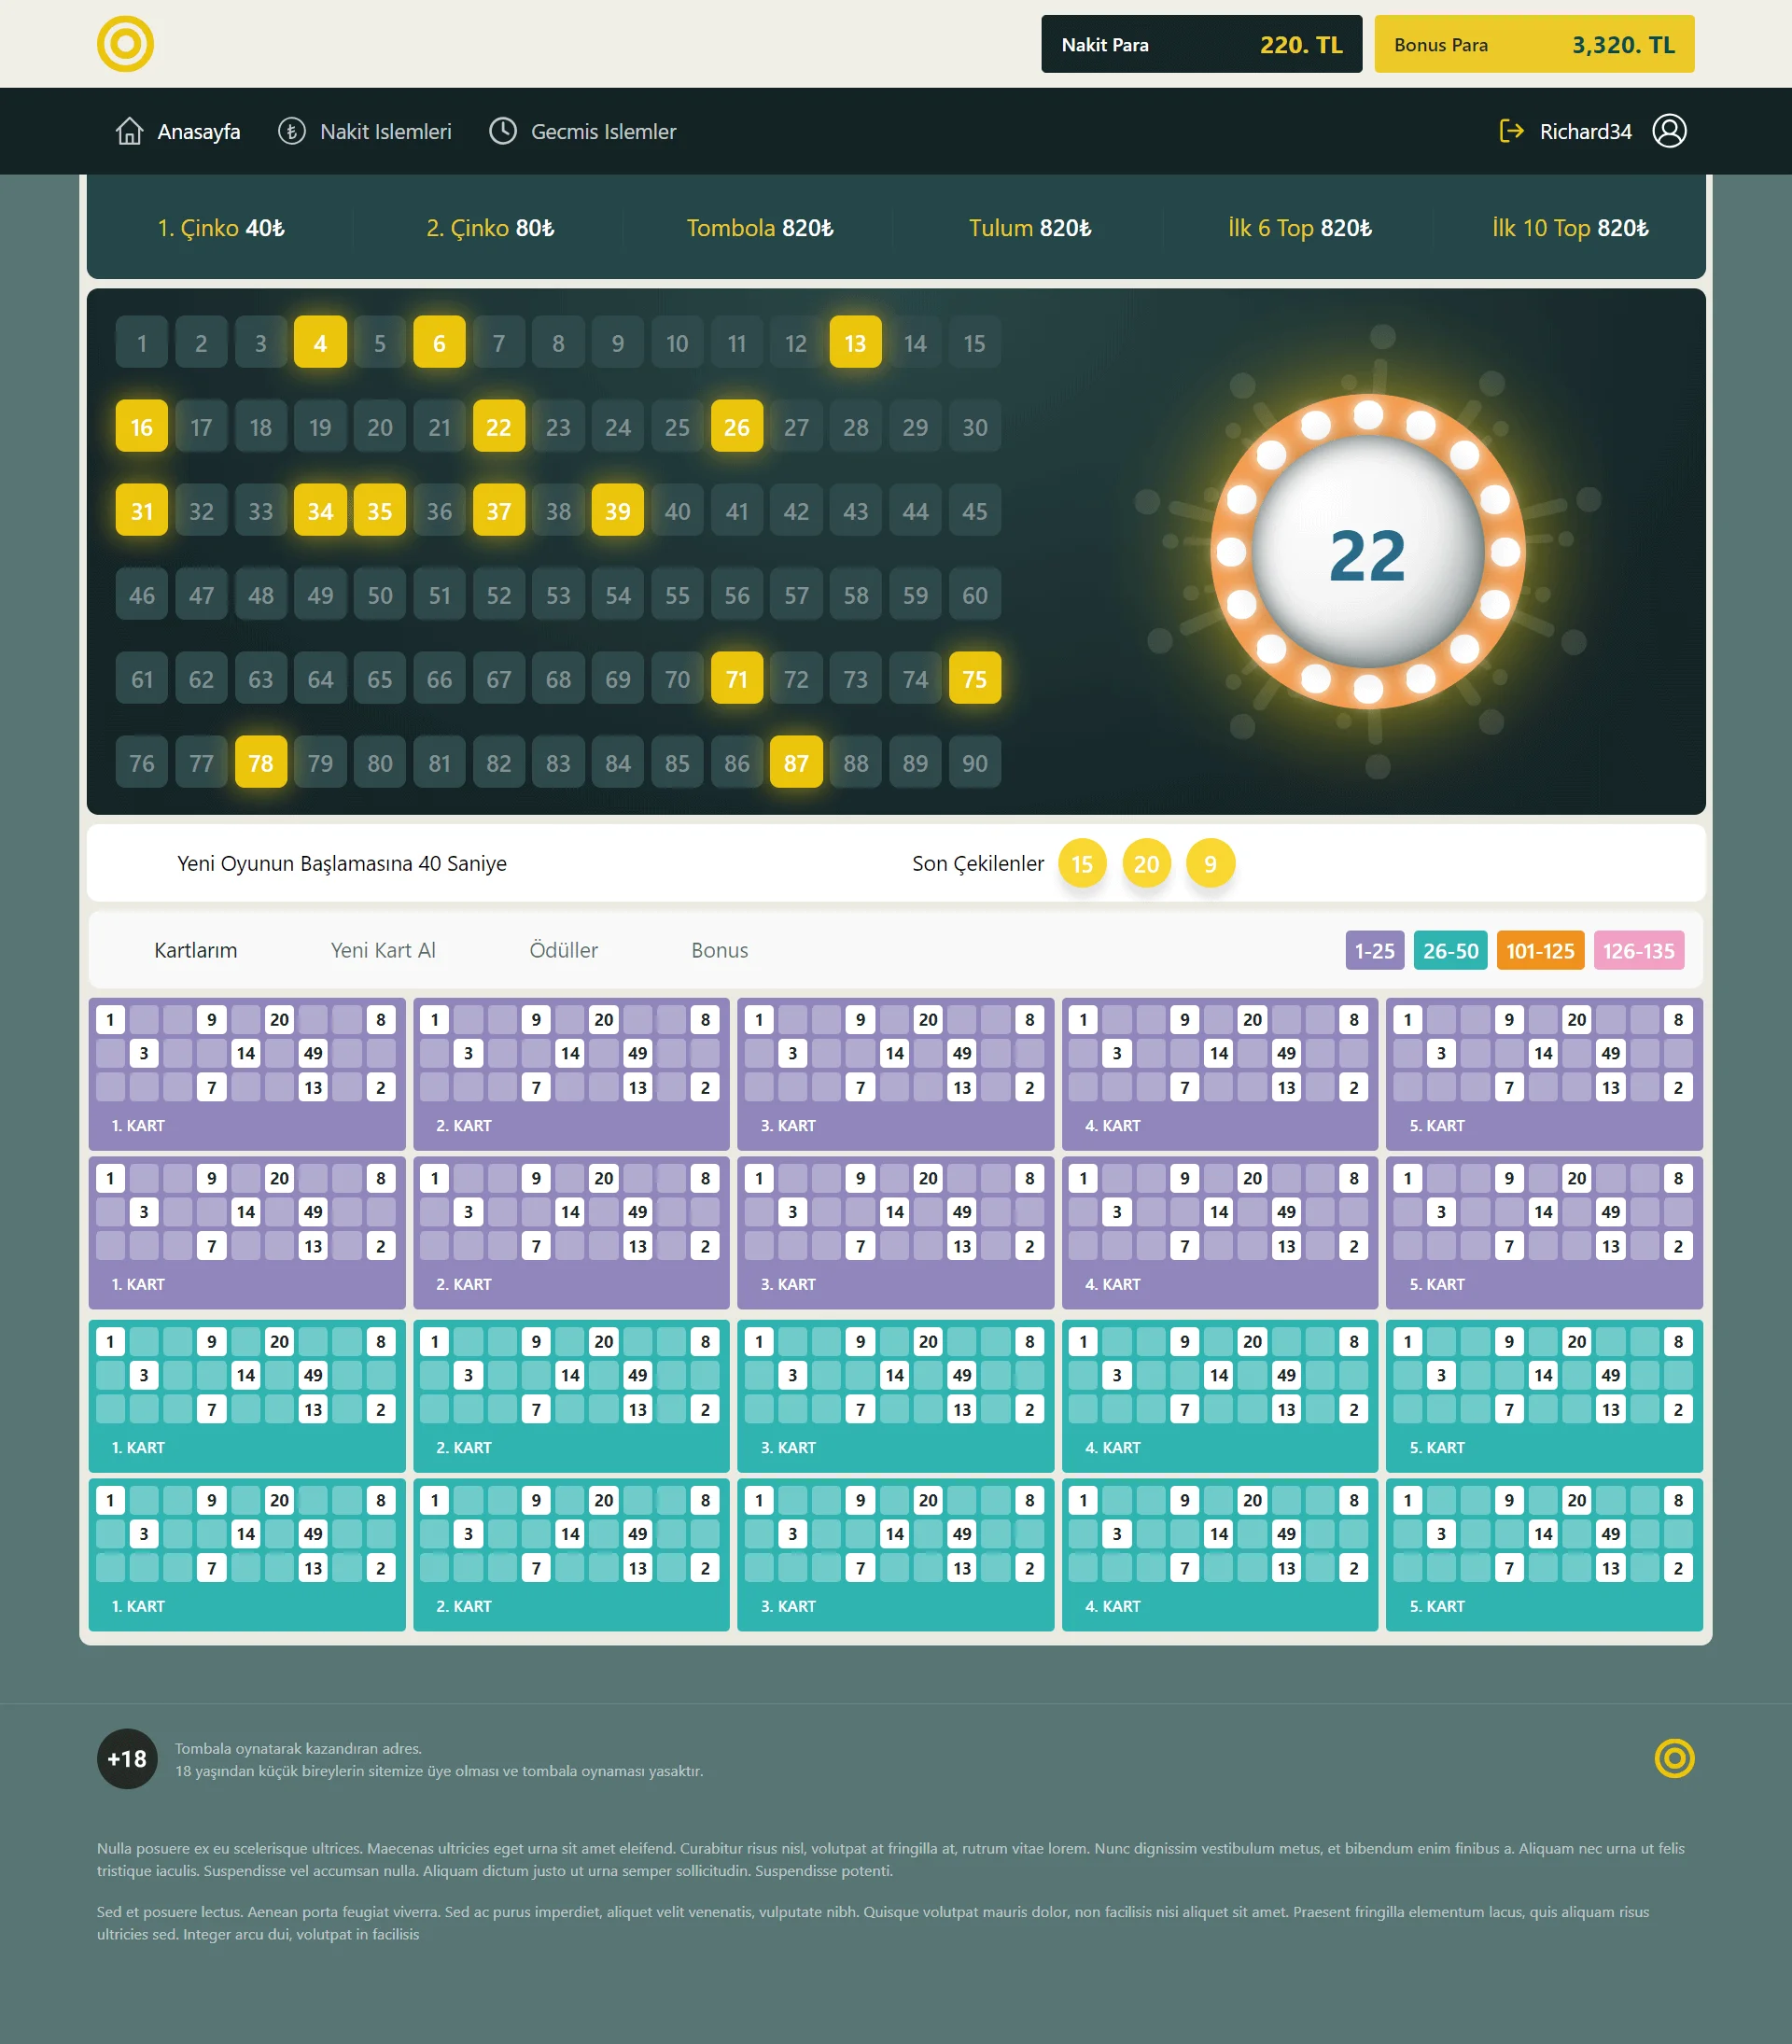 Nakit Para 220. TL Bonus Para 3,320. TL
Anasayfa Nakit Islemleri Gecmis Islemler Richard34
1. Çinko 40₺ 2. Çinko 80₺ Tombola 820₺ Tulum 820₺ İlk 6 Top 820₺ İlk 10 Top 820₺
1 2 3 4 5 6 7 8 9 10 11 12 13 14 15
16 17 18 19 20 21 22 23 24 25 26 27 28 29 30
31 32 33 34 35 36 37 38 39 40 41 42 43 44 45
46 47 48 49 50 51 52 53 54 55 56 57 58 59 60
61 62 63 64 65 66 67 68 69 70 71 72 73 74 75
76 77 78 79 80 81 82 83 84 85 86 87 88 89 90
22
Yeni Oyunun Başlamasına 40 Saniye Son Çekilenler 15 20 9
Kartlarım Yeni Kart Al Ödüller Bonus 1-25 26-50 101-125 126-135
1 9 20 8 1 9 20 8 1 9 20 8 1 9 20 8 1 9 20 8
3 14 49 3 14 49 3 14 49 3 14 49 3 14 49
7 13 2 7 13 2 7 13 2 7 13 2 7 13 2
1. KART 2. KART 3. KART 4. KART 5. KART
1 9 20 8 1 9 20 8 1 9 20 8 1 9 20 8 1 9 20 8
3 14 49 3 14 49 3 14 49 3 14 49 3 14 49
7 13 2 7 13 2 7 13 2 7 13 2 7 13 2
1. KART 2. KART 3. KART 4. KART 5. KART
1 9 20 8 1 9 20 8 1 9 20 8 1 9 20 8 1 9 20 8
3 14 49 3 14 49 3 14 49 3 14 49 3 14 49
7 13 2 7 13 2 7 13 2 7 13 2 7 13 2
1. KART 2. KART 3. KART 4. KART 5. KART
1 9 20 8 1 9 20 8 1 9 20 8 1 9 20 8 1 9 20 8
3 14 49 3 14 49 3 14 49 3 14 49 3 14 49
7 13 2 7 13 2 7 13 2 7 13 2 7 13 2
1. KART 2. KART 3. KART 4. KART 5. KART
+18
Tombala oynatarak kazandıran adres.
18 yaşından küçük bireylerin sitemize üye olması ve tombala oynaması yasaktır.
Nulla posuere ex eu scelerisque ultrices. Maecenas ultricies eget urna sit amet eleifend. Curabitur risus nisl, volutpat at fringilla at, rutrum vitae lorem. Nunc dignissim vestibulum metus, et bibendum enim finibus a. Aliquam nec urna ut felis
tristique iaculis. Suspendisse vel accumsan nulla. Aliquam dictum justo ut urna semper sollicitudin. Suspendisse potenti.
Sed et posuere lectus. Aenean porta feugiat viverra. Sed ac purus imperdiet, aliquet velit venenatis, vulputate nibh. Quisque volutpat mauris dolor, non facilisis nisi aliquet sit amet. Praesent fringilla elementum lacus, quis aliquam risus
ultricies sed. Integer arcu dui, volutpat in facilisis